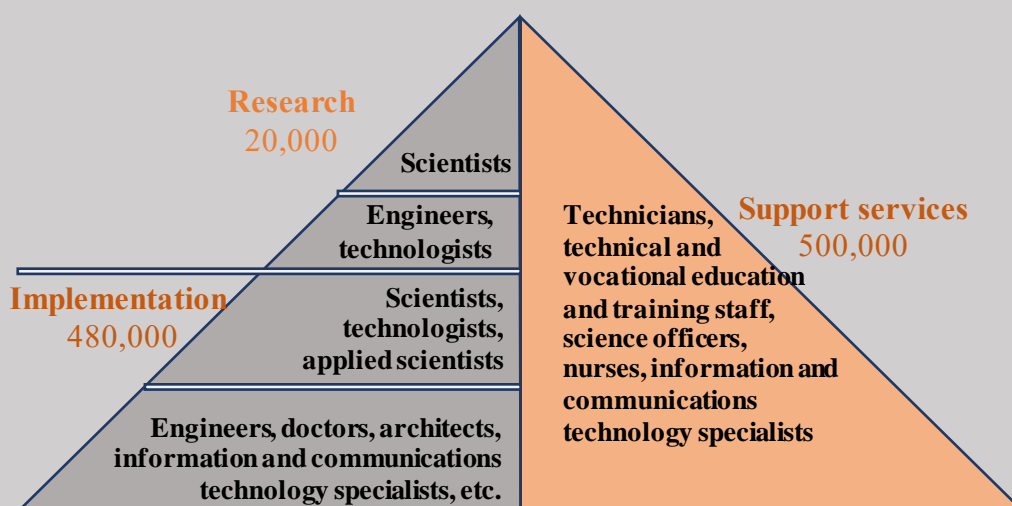 Research
20,000
Scientists
Engineers,
technologists
Implementation
480,000
Scientists,
technologists,
applied scientists
Engineers, doctors, architects,
information and communications
technology specialists, etc.
Support services
500,000
Technicians,
technical and
vocational education
and training staff,
science officers,
nurses, information and
communications
technology specialists